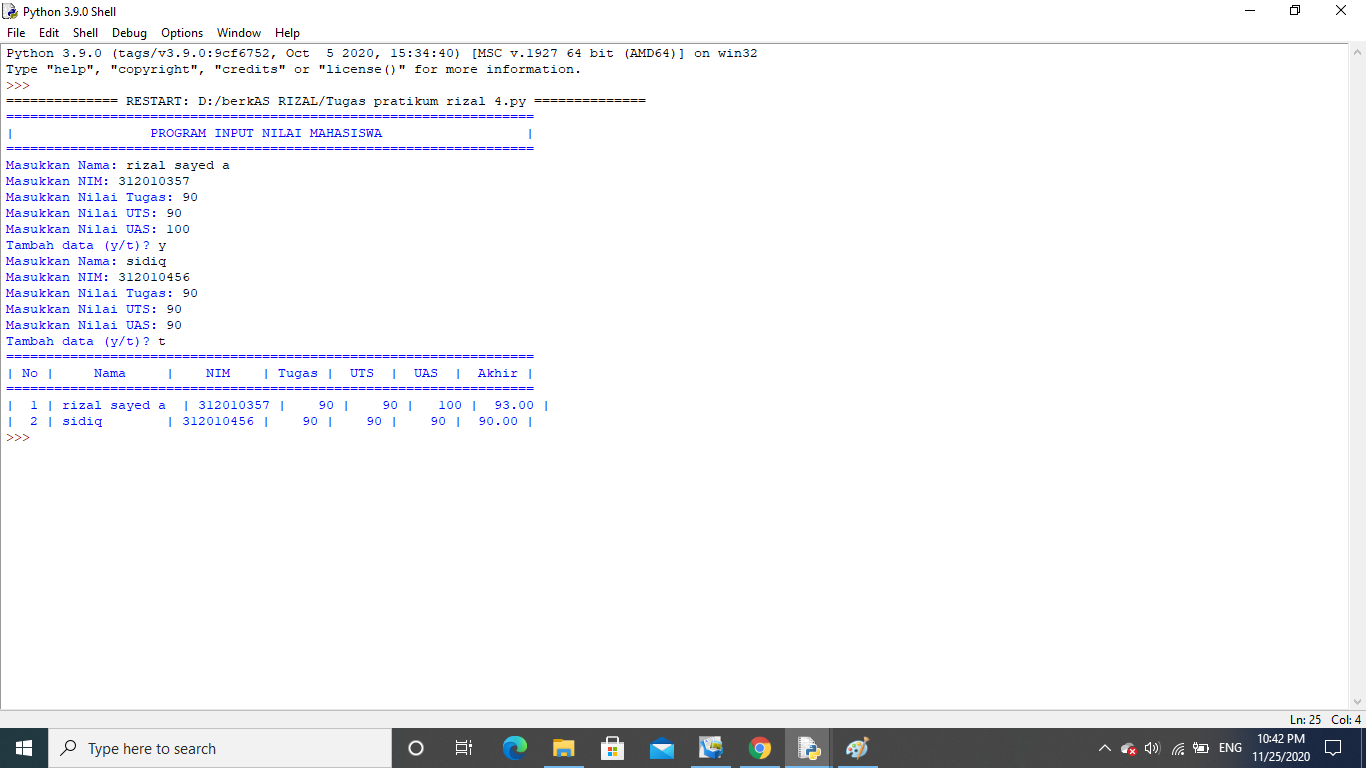 Python 3.9.0 Shell
File Edit Shell Debug Options Window Help
Python 3.9.0 (tags/v3.9.0:9cf6752, Oct  5 2020, 15:34:40) [MSC v.1927 64 bit (AMD64)] on win32
Type "help", "copyright", "credits" or "license()" for more information.
>>>
============== RESTART: D:/berkAS RIZAL/Tugas pratikum rizal 4.py ==============
==================================================================
|                 PROGRAM INPUT NILAI MAHASISWA                  |
==================================================================
Masukkan Nama: rizal sayed a
Masukkan NIM: 312010357
Masukkan Nilai Tugas: 90
Masukkan Nilai UTS: 90
Masukkan Nilai UAS: 100
Tambah data (y/t)? y
Masukkan Nama: sidiq
Masukkan NIM: 312010456
Masukkan Nilai Tugas: 90
Masukkan Nilai UTS: 90
Masukkan Nilai UAS: 90
Tambah data (y/t)? t
==================================================================
| No |     Nama     |    NIM    | Tugas |  UTS  |  UAS  |  Akhir |
==================================================================
|  1 | rizal sayed a  | 312010357 |    90 |    90 |   100 |  93.00 |
|  2 | sidiq        | 312010456 |    90 |    90 |    90 |  90.00 |
>>>
Ln: 25 Col: 4
Type here to search
ENG
10:42 PM
11/25/2020